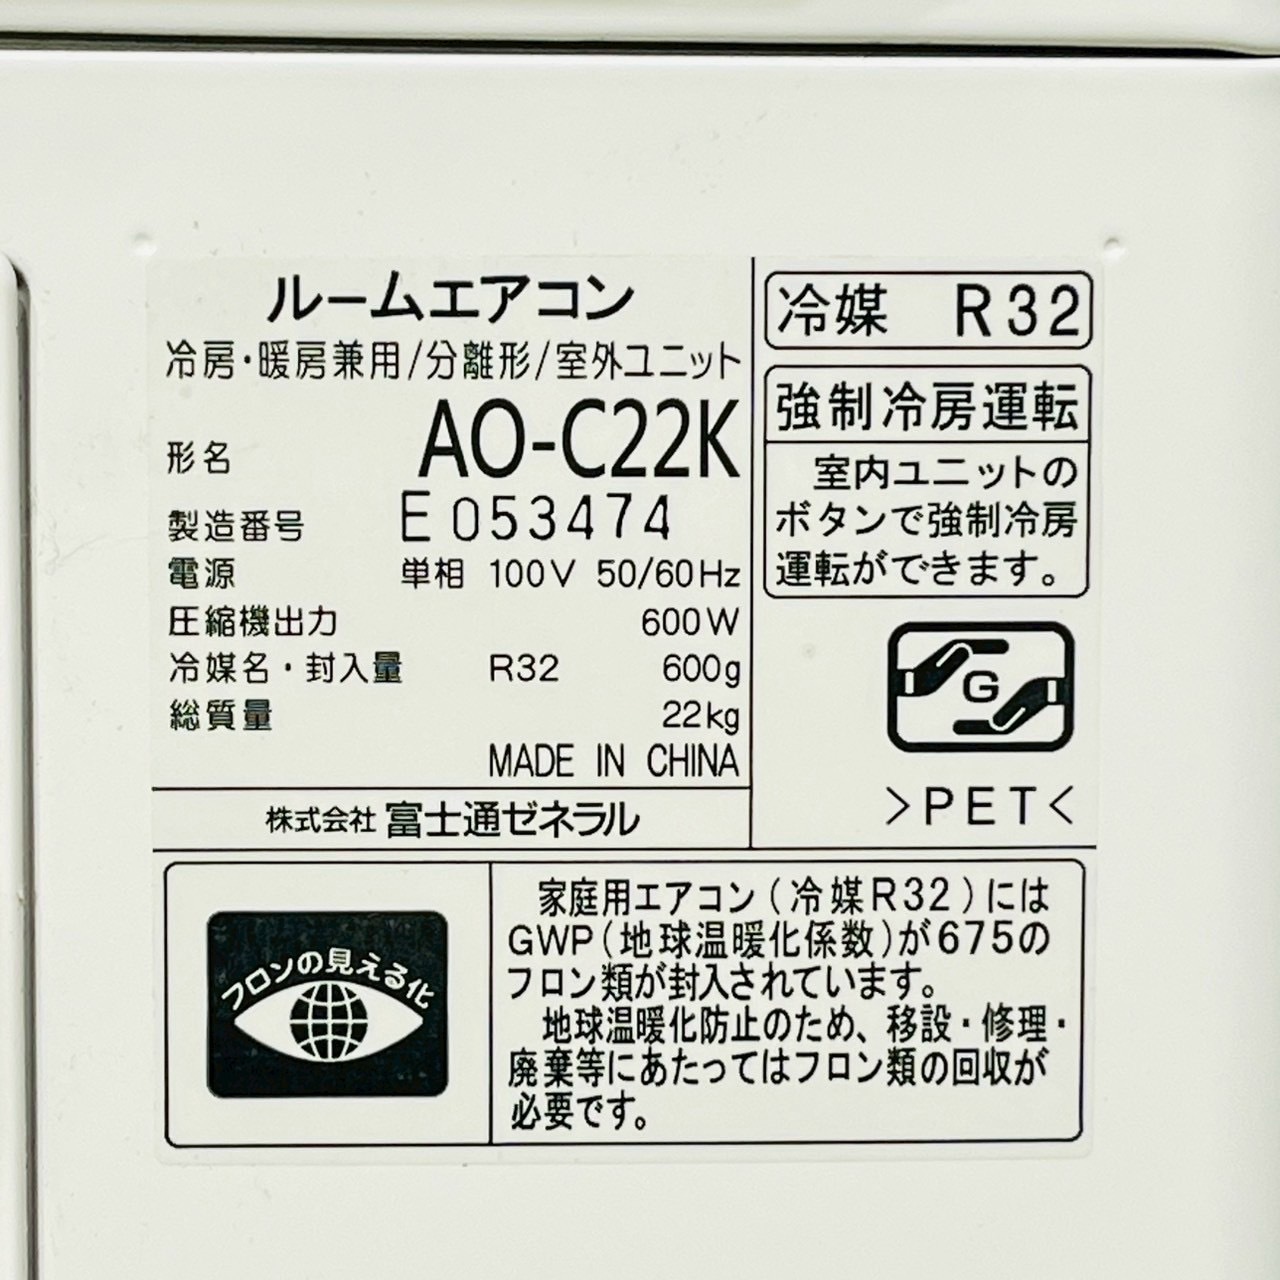 ルームエアコン
冷房・暖房兼用/分離形/室外ユニット
形名 AO-C22K
製造番号 E053474
電源 単相 100V 50/60Hz
圧縮機出力 600W
冷媒名・封入量 R32 600g
総質量 22kg
MADE IN CHINA
株式会社 富士通ゼネラル
冷媒 R32
強制冷房運転
室内ユニットの
ボタンで強制冷房
運転ができます。
G
>PET<
フロンの見える化
家庭用エアコン(冷媒R32)には
GWP(地球温暖化係数)が675の
フロン類が封入されています。
地球温暖化防止のため、移設・修理・
廃棄等にあたってはフロン類の回収が
必要です。